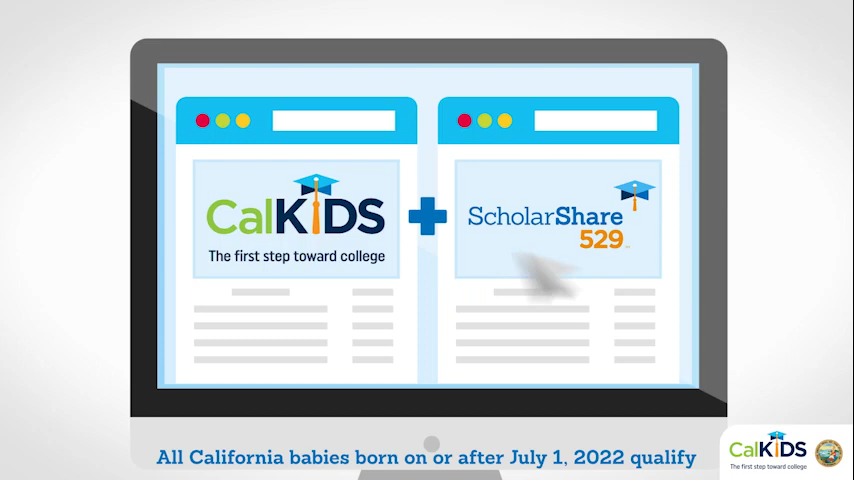 CalKIDS
The first step toward college
ScholarShare
529
All California babies born on or after July 1, 2022 qualify
CalKIDS
The first step toward college